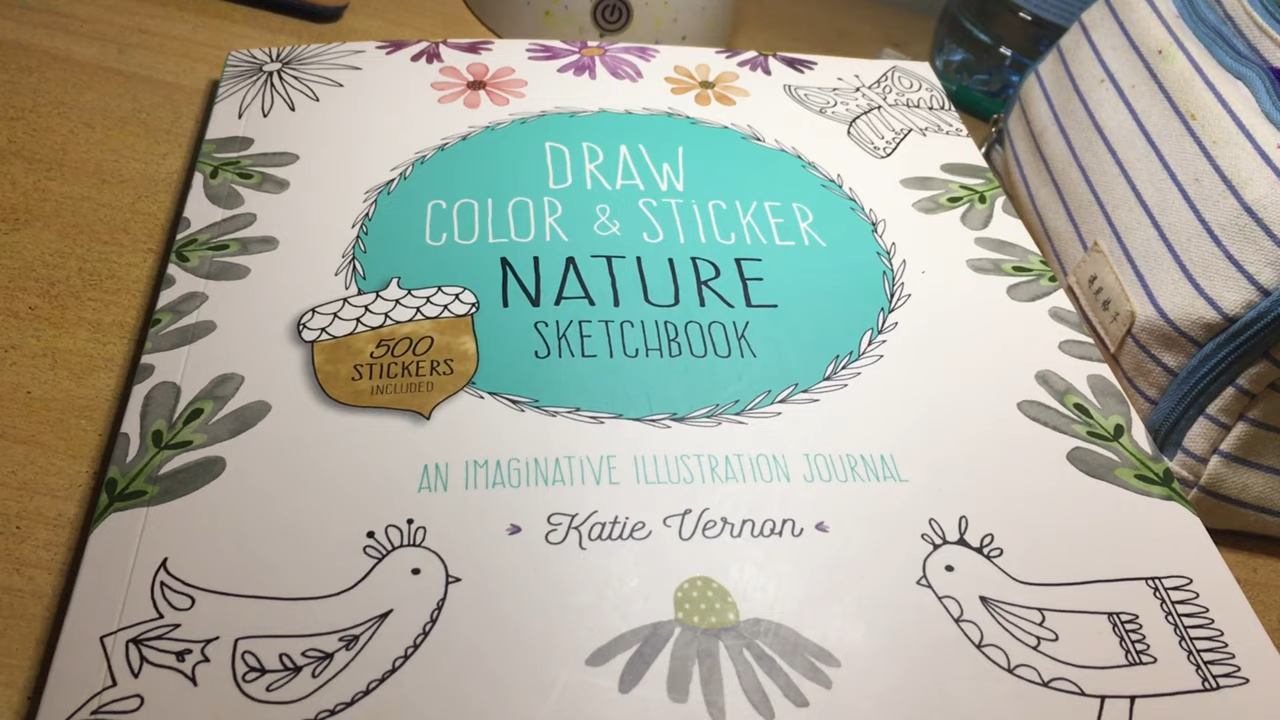 DRAW
COLOR & STiCKER
NATURE
SKETCHBOOK
500
STICKERS
INCLUDED
AN IMAGiNATiVE ILLUSTRATiON JOURNAL
Katie Vernon